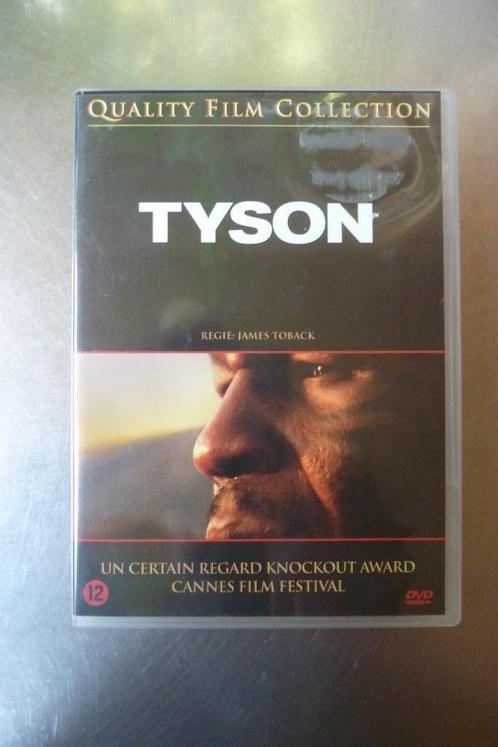 QUALITY FILM COLLECTION
TYSON
REGIE: JAMES TOBACK
UN CERTAIN REGARD KNOCKOUT AWARD
CANNES FILM FESTIVAL
12
DVD